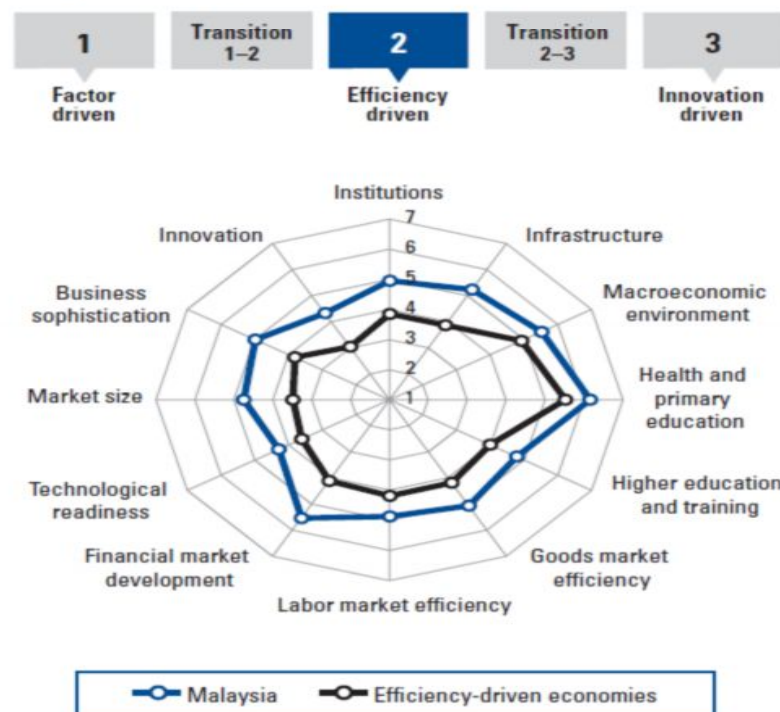 1
Transition
1–2
2
Transition
2–3
3
Factor
driven
Efficiency
driven
Innovation
driven
Institutions
7
6
5
4
3
2
1
Infrastructure
Macroeconomic
environment
Health and
primary
education
Higher education
and training
Goods market
efficiency
Labor market efficiency
Financial market
development
Technological
readiness
Market size
Business
sophistication
Innovation
Malaysia
Efficiency-driven economies